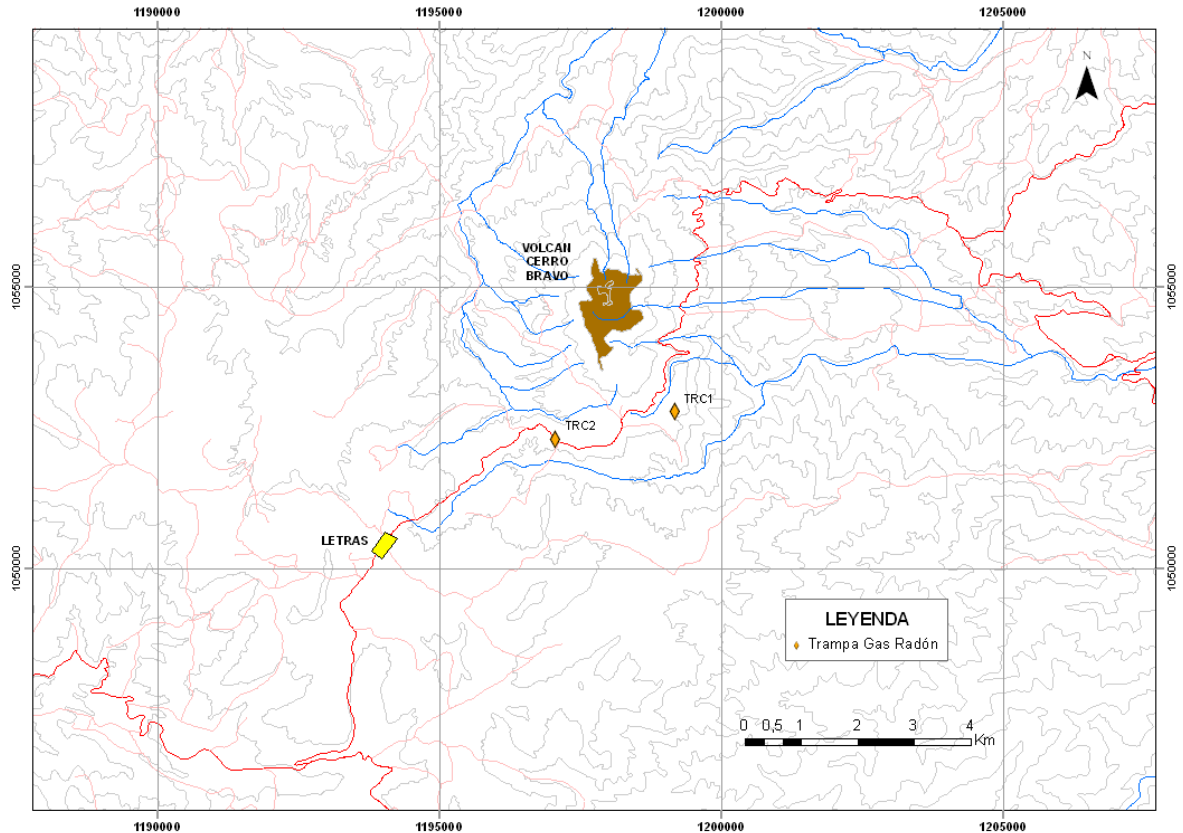 1190000
1195000
1200000
1205000
N
VOLCAN
CERRO
BRAVO
1055000
1055000
TRC1
TRC2
LETRAS
1050000
1050000
LEYENDA
Trampa Gas Radón
0 0,5 1 2 3 4
Km
1190000
1195000
1200000
1205000